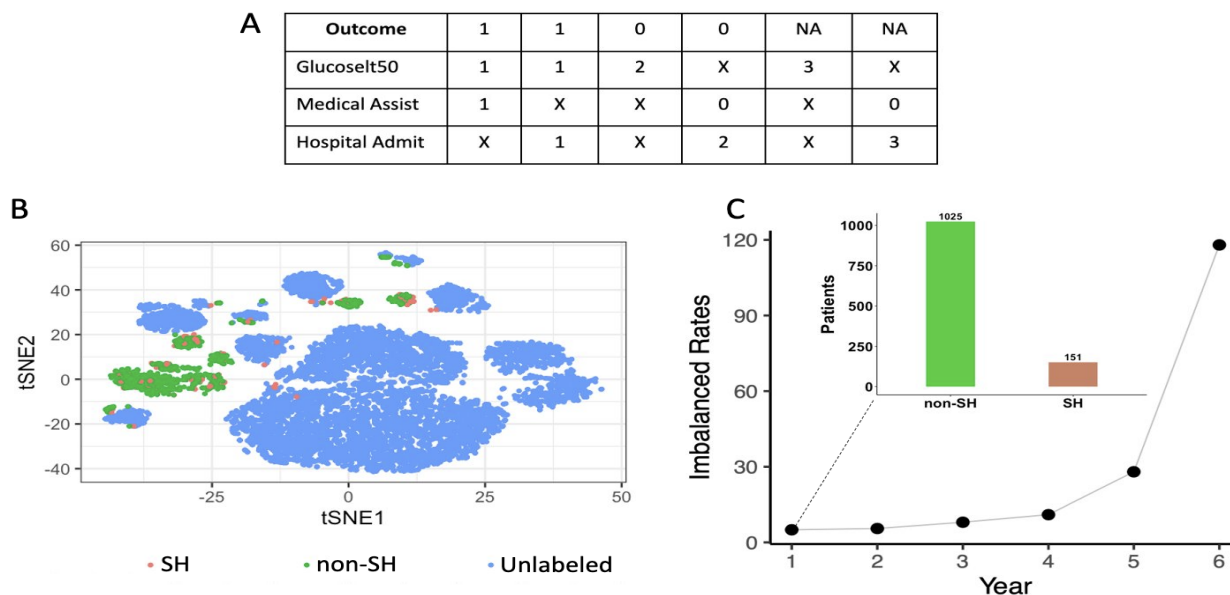 A
Outcome 1 1 0 0 NA NA
Glucoselt50 1 1 2 X 3 X
Medical Assist 1 X X 0 X 0
Hospital Admit X 1 X 2 X 3
B
60
40
20
0
-20
-40
tSNE2
-25 0 25 50
tSNE1
SH non-SH Unlabeled
C
120
90
60
30
0
Imbalanced Rates
1000
750
500
250
0
Patients
1025
151
non-SH SH
1 2 3 4 5 6
Year